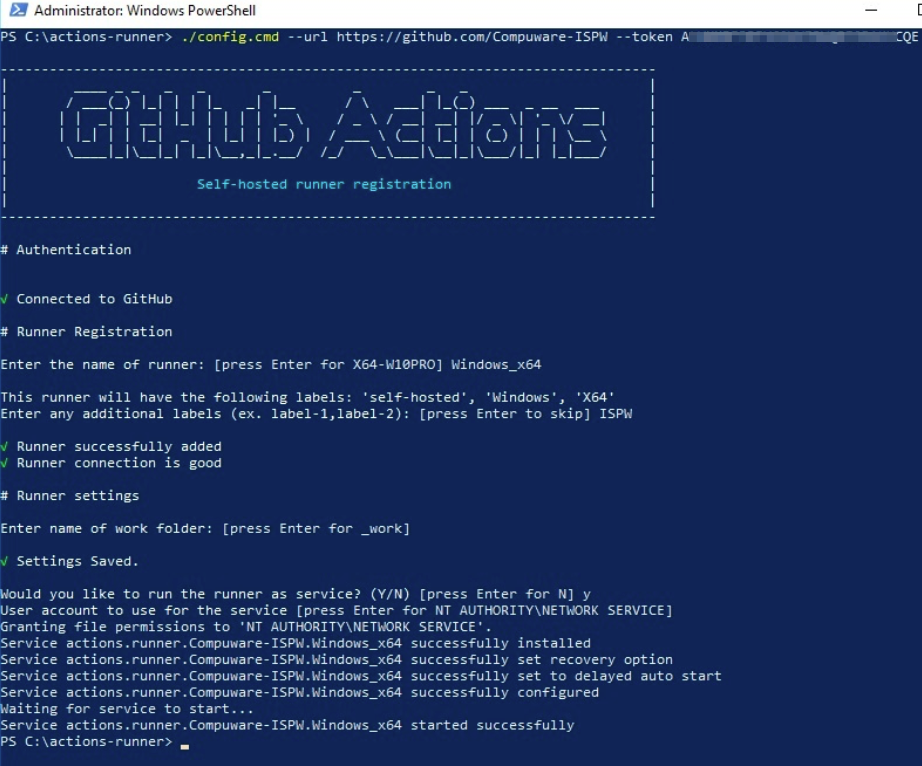 Administrator: Windows PowerShell
PS C:\actions-runner> ./config.cmd --url https://github.com/Compuware-ISPW --token A CQE
GitHub Actions
Self-hosted runner registration
# Authentication
√ Connected to GitHub
# Runner Registration
Enter the name of runner: [press Enter for X64-W10PRO] Windows_x64
This runner will have the following labels: 'self-hosted', 'Windows', 'X64'
Enter any additional labels (ex. label-1,label-2): [press Enter to skip] ISPW
√ Runner successfully added
√ Runner connection is good
# Runner settings
Enter name of work folder: [press Enter for _work]
√ Settings Saved.
Would you like to run the runner as service? (Y/N) [press Enter for N] y
User account to use for the service [press Enter for NT AUTHORITY\NETWORK SERVICE]
Granting file permissions to 'NT AUTHORITY\NETWORK SERVICE'.
Service actions.runner.Compuware-ISPW.Windows_x64 successfully installed
Service actions.runner.Compuware-ISPW.Windows_x64 successfully set recovery option
Service actions.runner.Compuware-ISPW.Windows_x64 successfully set to delayed auto start
Service actions.runner.Compuware-ISPW.Windows_x64 successfully configured
Waiting for service to start...
Service actions.runner.Compuware-ISPW.Windows_x64 started successfully
PS C:\actions-runner>